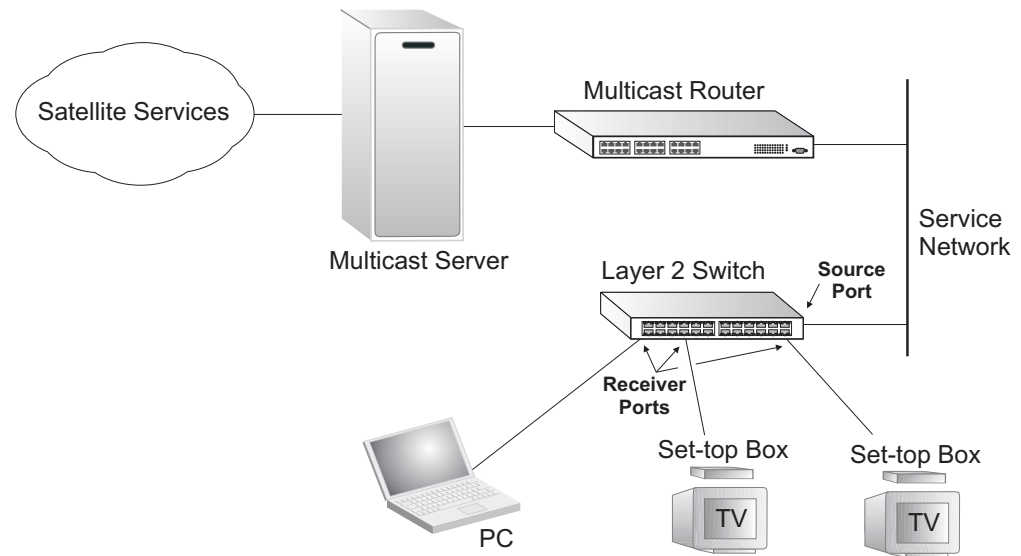 Satellite Services
Multicast Server
Multicast Router
Service
Network
Layer 2 Switch
Source
Port
Receiver
Ports
PC
Set-top Box
TV
Set-top Box
TV